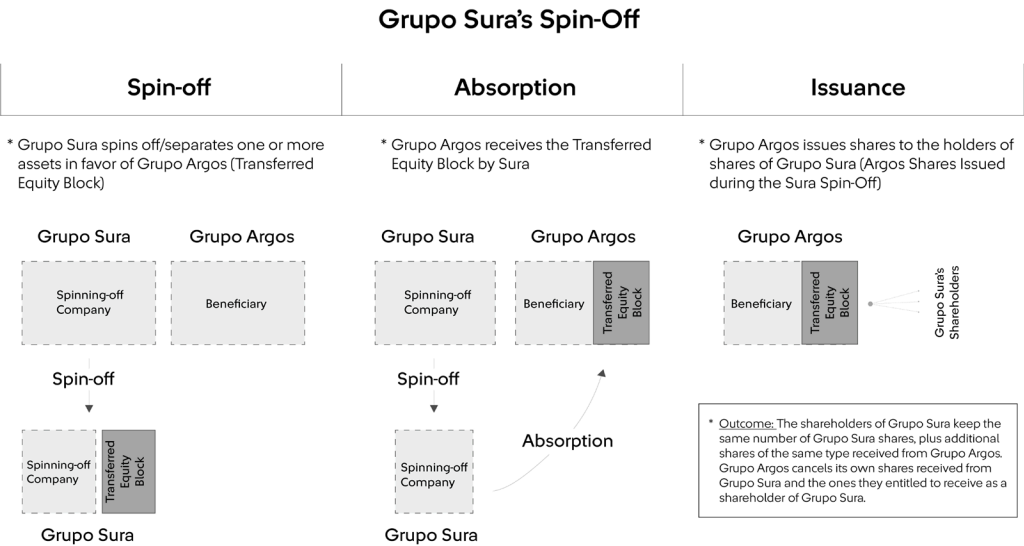 Grupo Sura's Spin-Off
Spin-off
* Grupo Sura spins off/separates one or more
assets in favor of Grupo Argos (Transferred
Equity Block)
Grupo Sura
Grupo Argos
Spinning-off
Company
Beneficiary
Spin-off
Spinning-off
Company
Transferred
Equity
Block
Grupo Sura
Absorption
* Grupo Argos receives the Transferred
Equity Block by Sura
Grupo Sura
Grupo Argos
Spinning-off
Company
Beneficiary
Transferred
Equity
Block
Spin-off
Absorption
Spinning-off
Company
Grupo Sura
Issuance
* Grupo Argos issues shares to the holders of
shares of Grupo Sura (Argos Shares Issued
during the Sura Spin-Off)
Grupo Argos
Beneficiary
Transferred
Equity
Block
Grupo Sura's
Shareholders
* Outcome: The shareholders of Grupo Sura keep the
same number of Grupo Sura shares, plus additional
shares of the same type received from Grupo Argos.
Grupo Argos cancels its own shares received from
Grupo Sura and the ones they entitled to receive as a
shareholder of Grupo Sura.